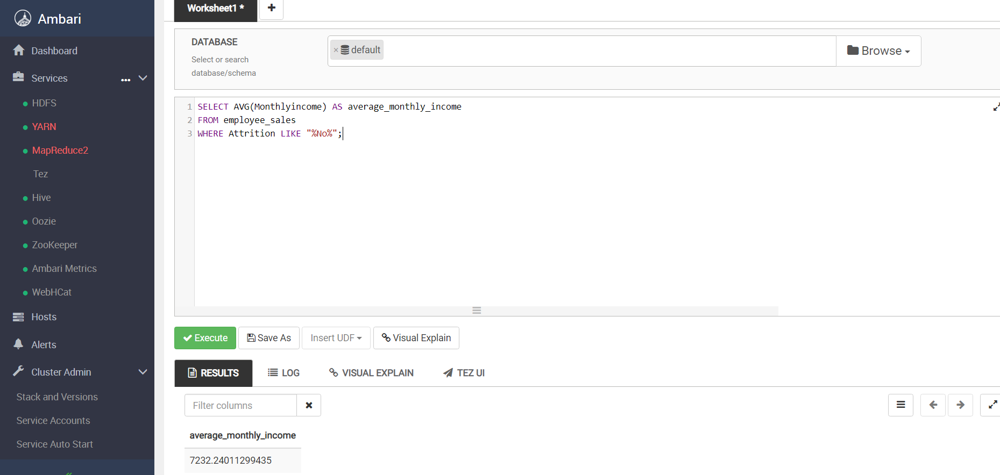 Ambari
Dashboard
Services
HDFS
YARN
MapReduce2
Tez
Hive
Oozie
ZooKeeper
Ambari Metrics
WebHCat
Hosts
Alerts
Cluster Admin
Stack and Versions
Service Accounts
Service Auto Start
Worksheet1 *
DATABASE
Select or search
database/schema
× default
Browse
1 SELECT AVG(Monthlyincome) AS average_monthly_income
2 FROM employee_sales
3 WHERE Attrition LIKE "%No%";
Execute
Save As
Insert UDF
Visual Explain
RESULTS
LOG
VISUAL EXPLAIN
TEZ UI
Filter columns
average_monthly_income
7232.24011299435